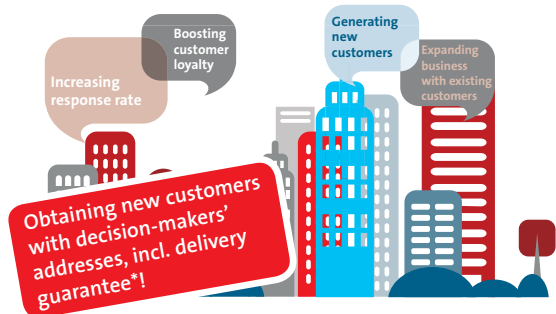 Boosting
customer
loyalty
Generating
new
customers
Increasing
response rate
Expanding
business
with existing
customers
Obtaining new customers
with decision-makers’
addresses, incl. delivery
guarantee*!